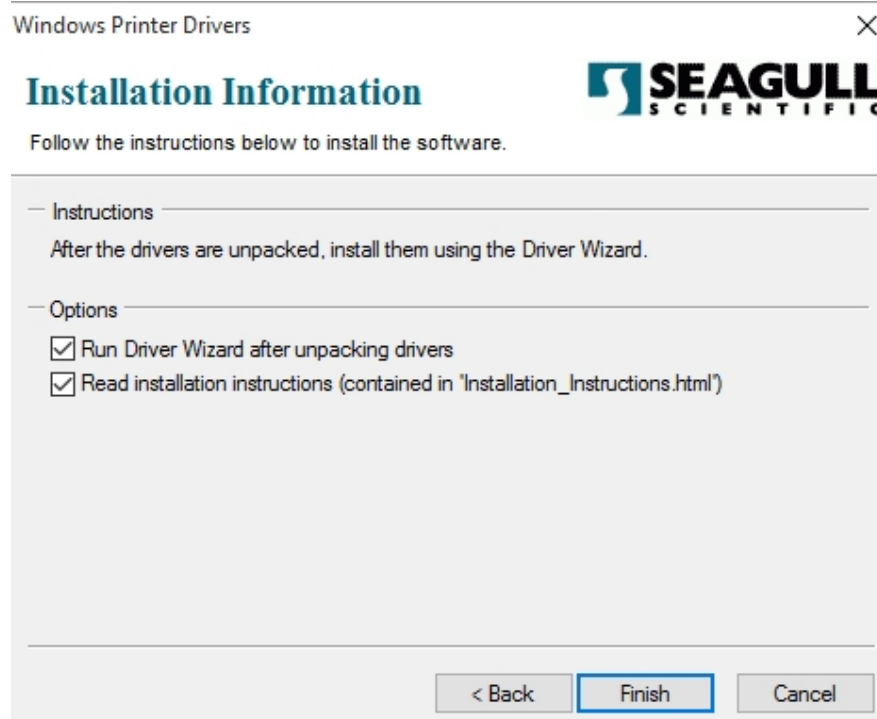 Windows Printer Drivers
Installation Information
SEAGULL
SCIENTIFIC
Follow the instructions below to install the software.
Instructions
After the drivers are unpacked, install them using the Driver Wizard.
Options
Run Driver Wizard after unpacking drivers
Read installation instructions (contained in 'Installation_Instructions.html')
< Back Finish Cancel